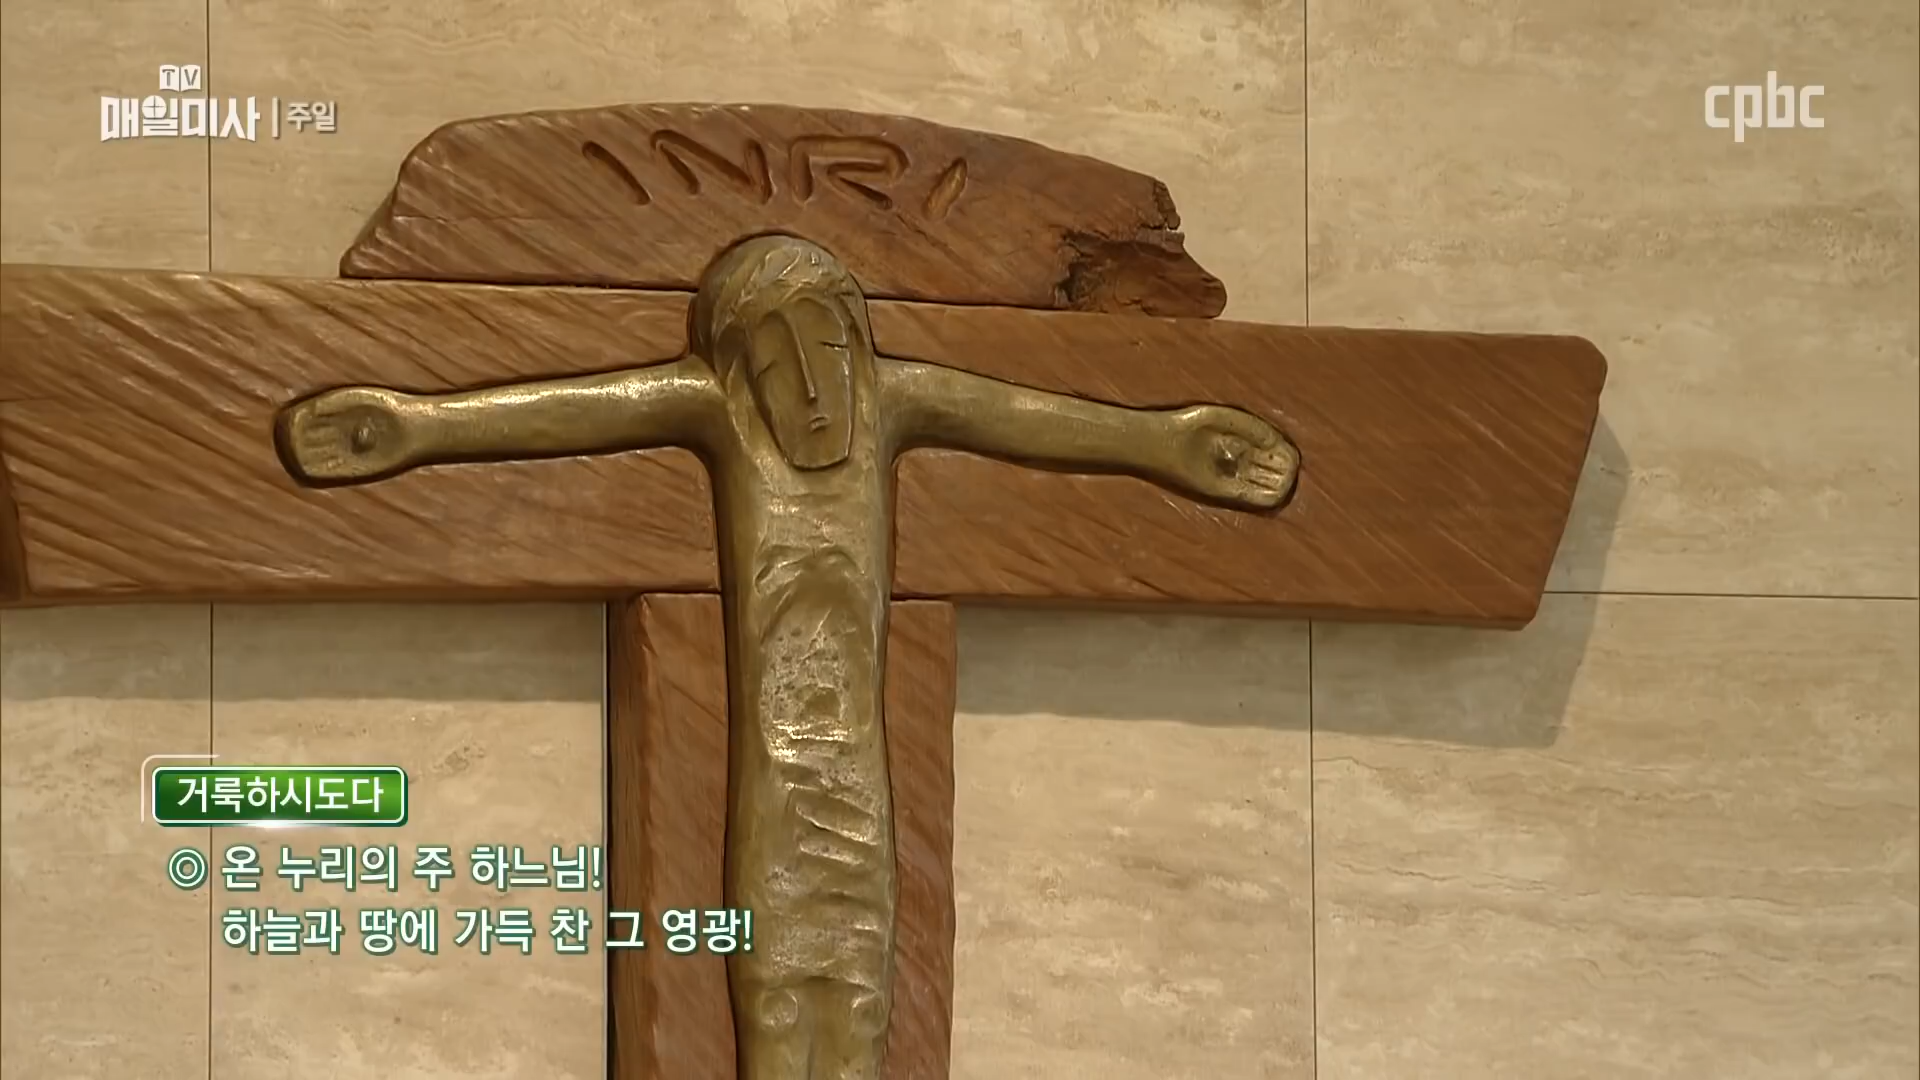 TV
매일미사 | 주일
cpbc
INRI
거룩하시도다
◎ 온 누리의 주 하느님!
하늘과 땅에 가득 찬 그 영광!